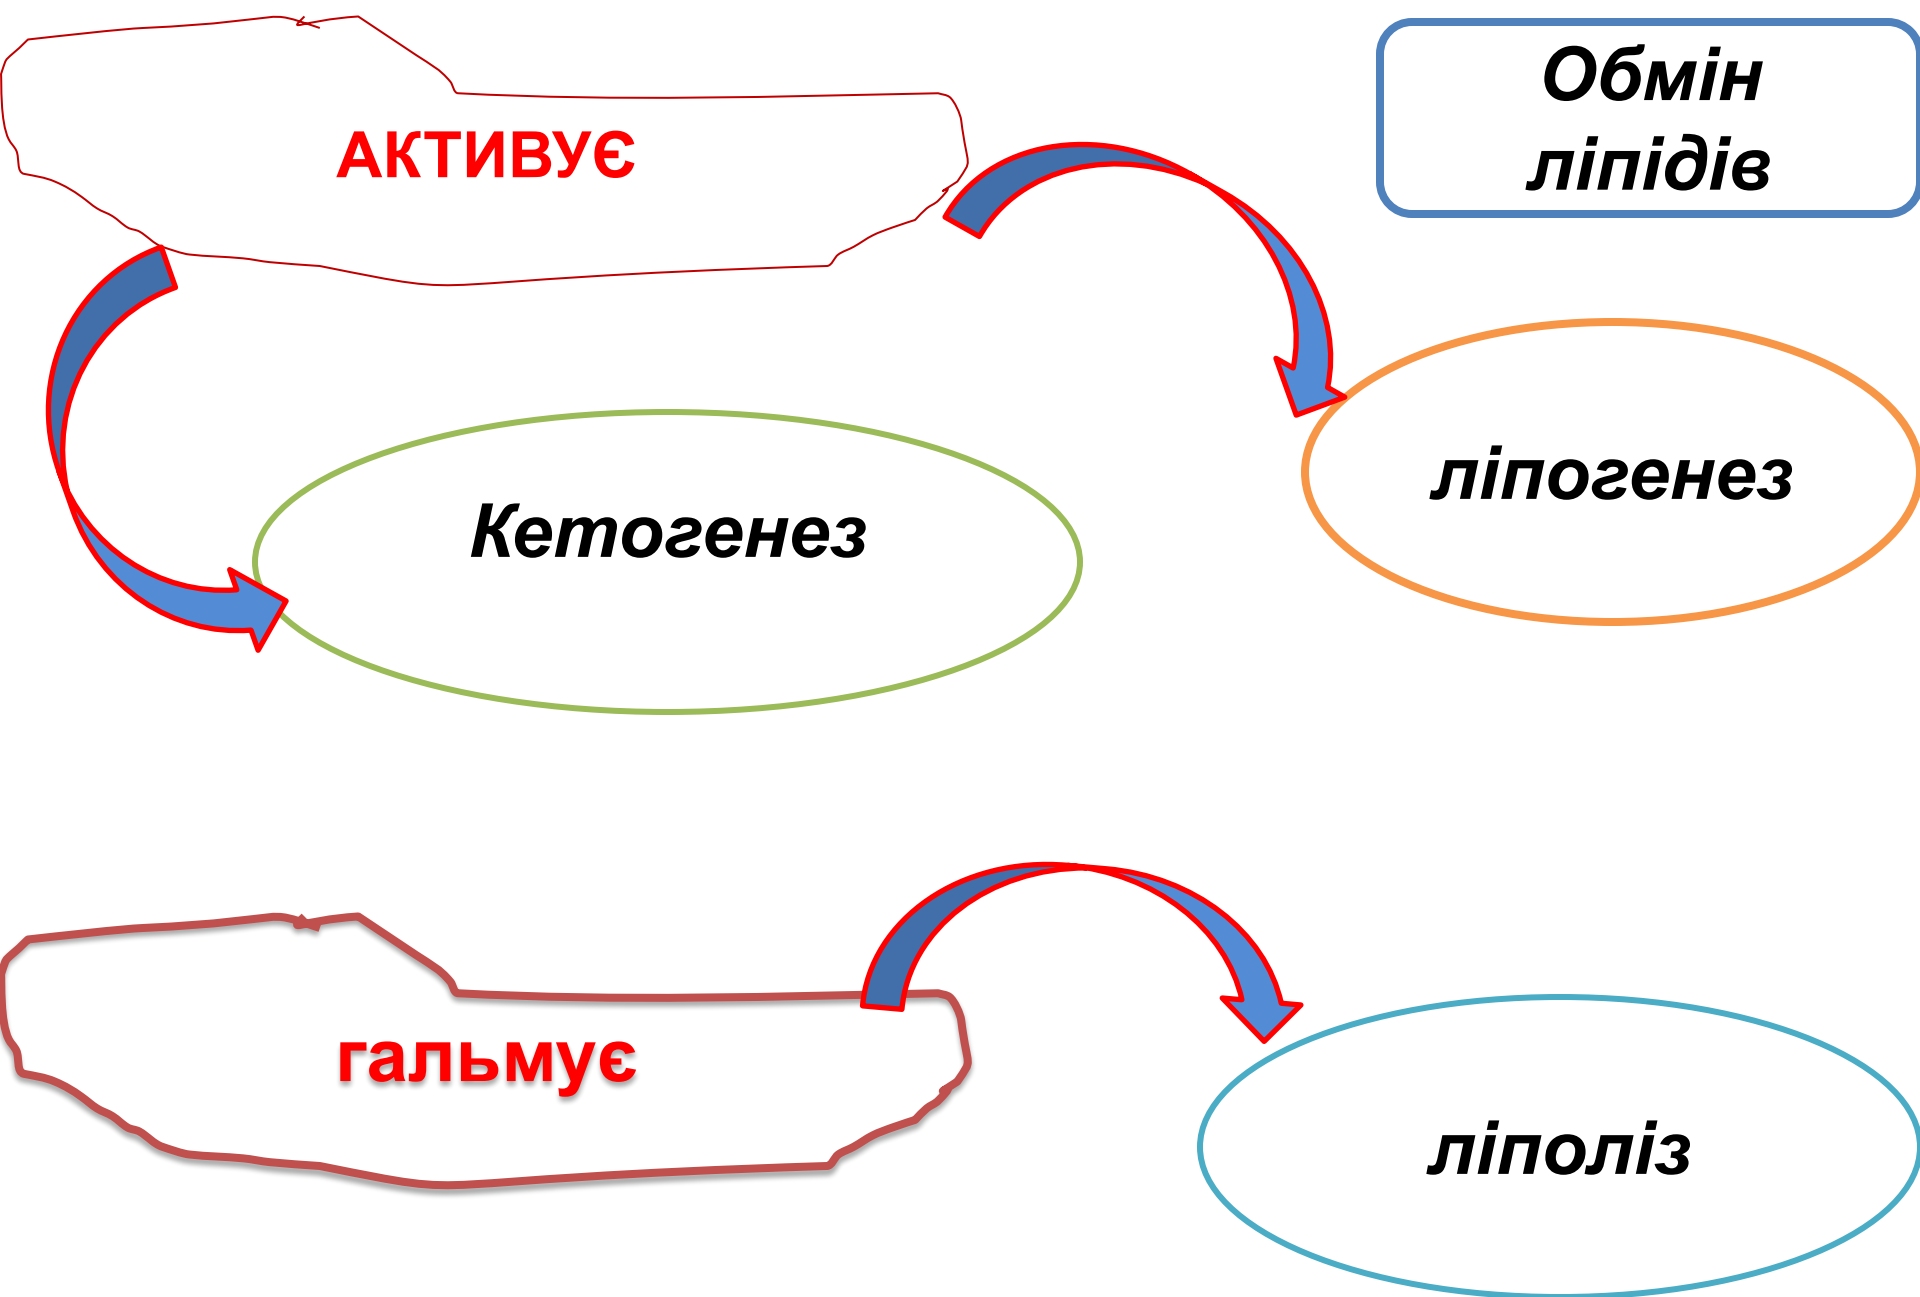 Обмін
ліпідів
АКТИВУЄ
ліпогенез
Кетогенез
гальмує
ліполіз